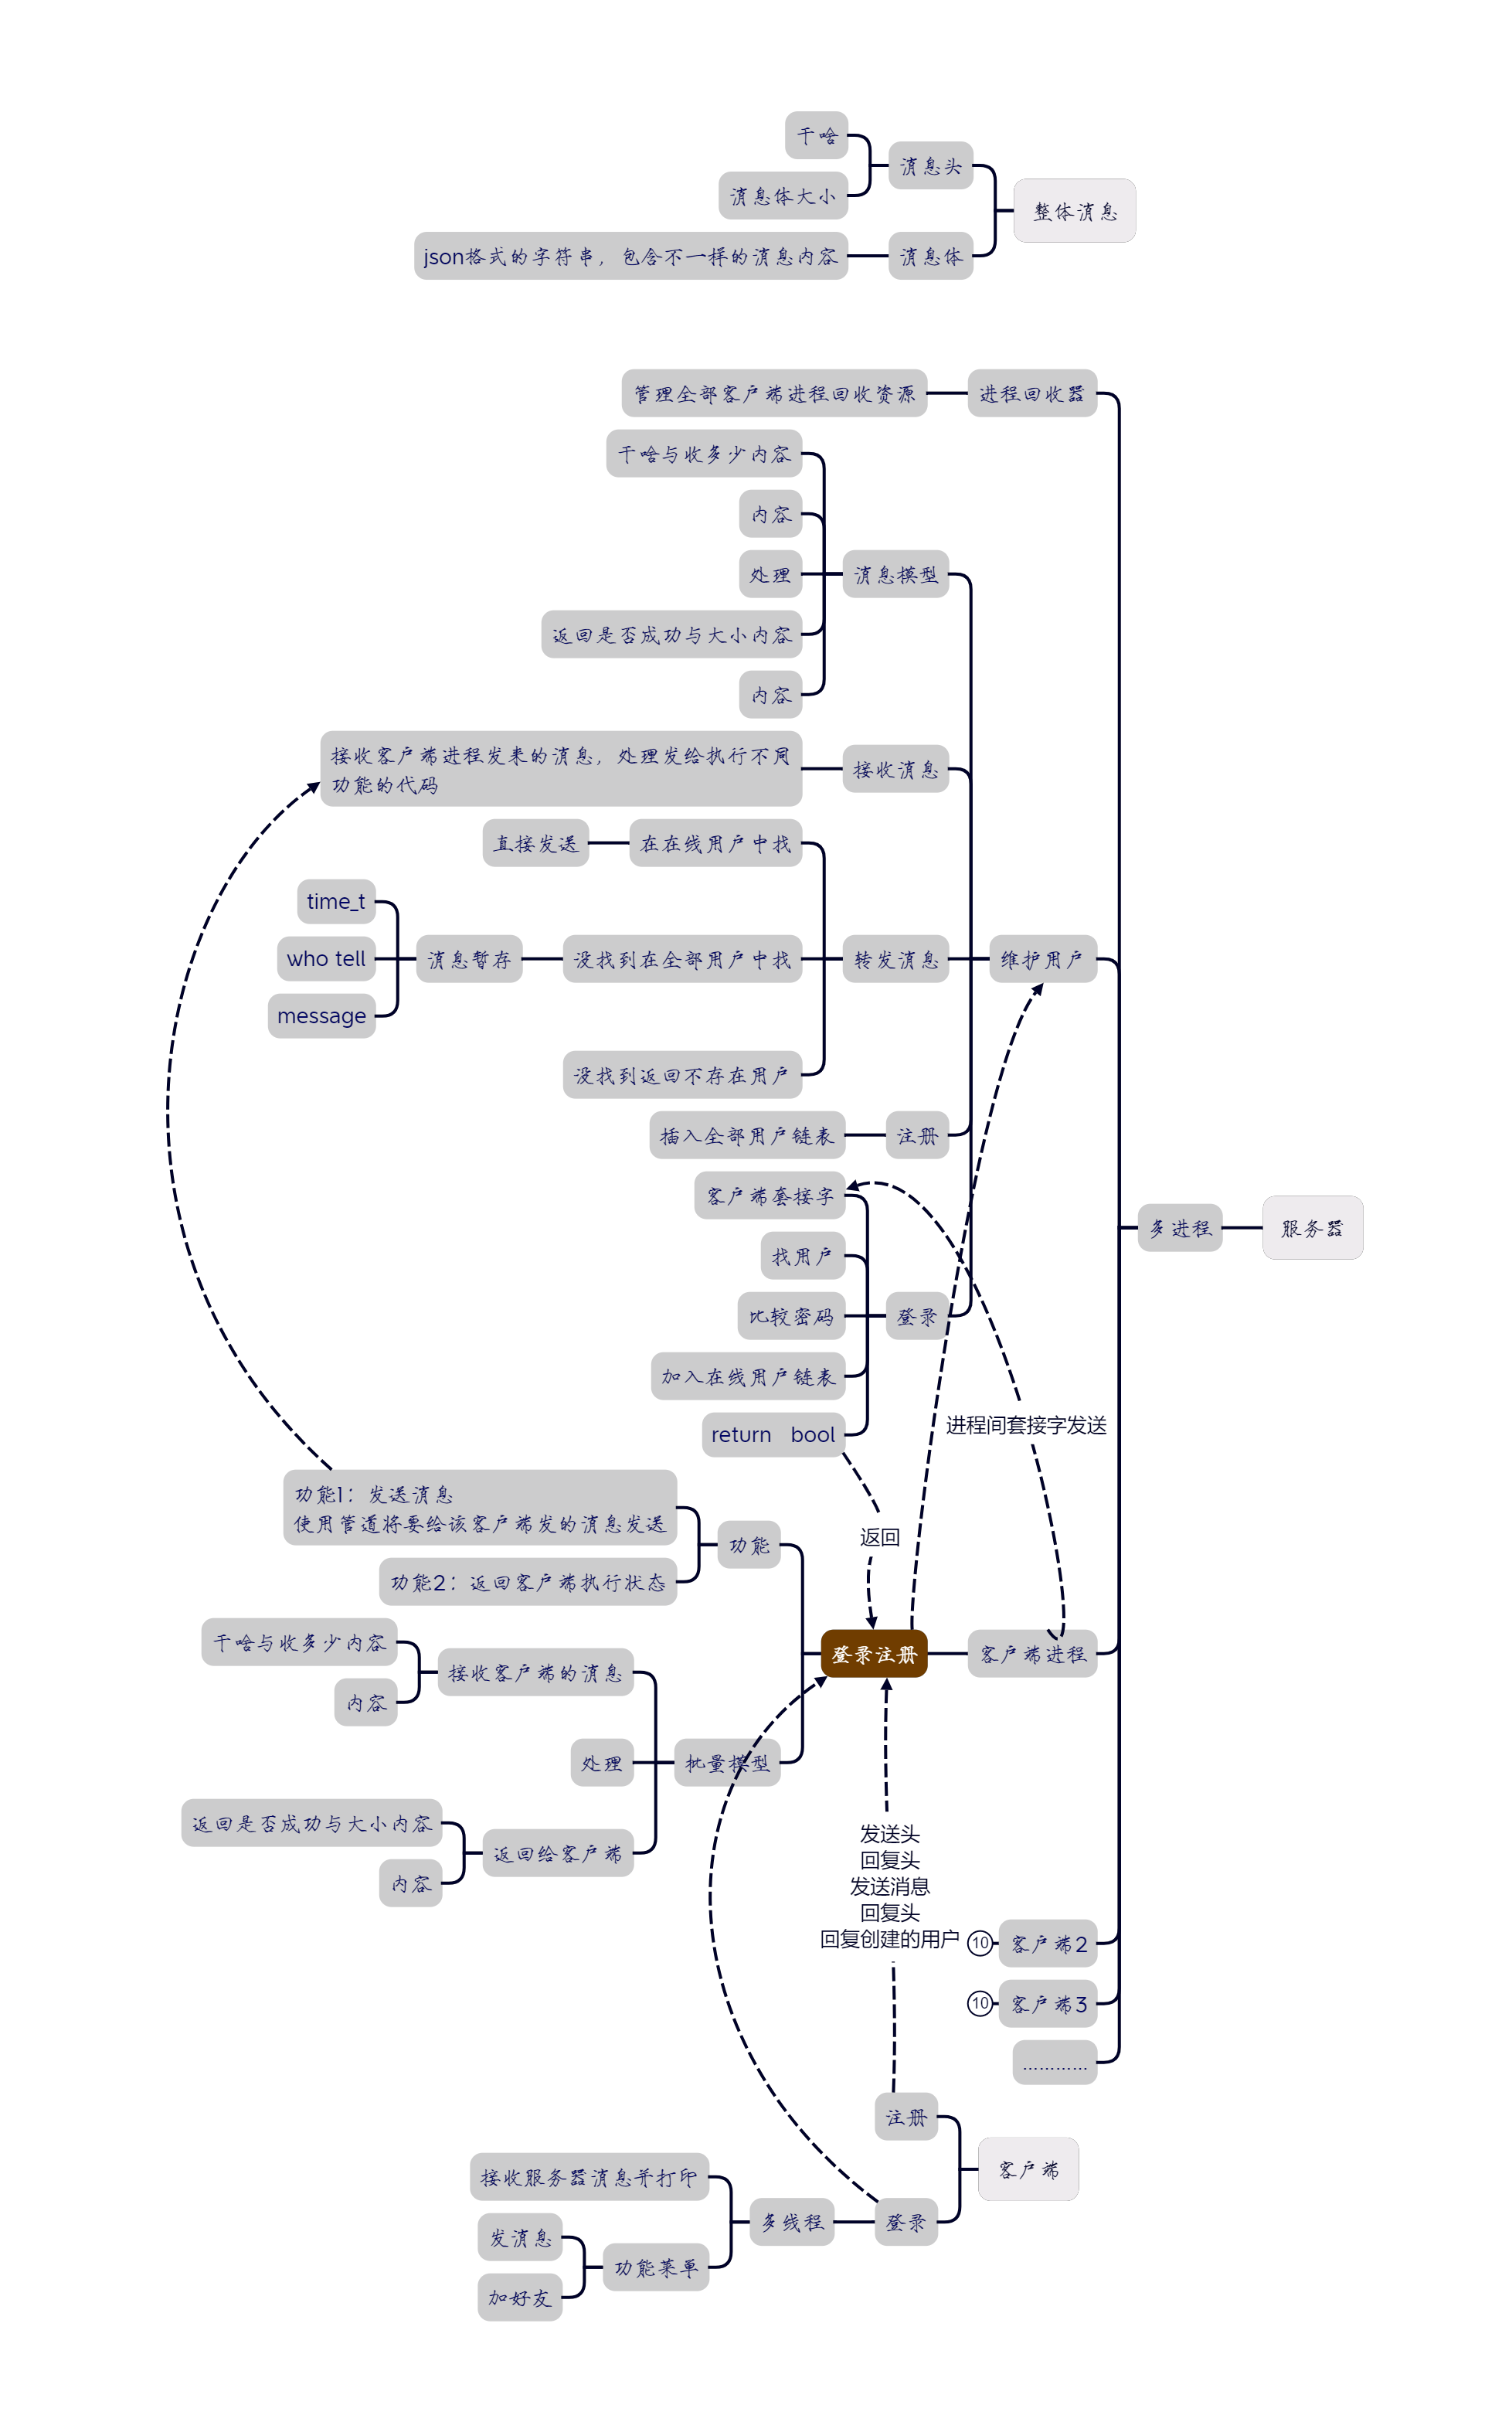 干啥
消息头
消息体大小
整体消息
json格式的字符串，包含不一样的消息内容
消息体
管理全部客户端进程回收资源
进程回收器
干啥与收多少内容
内容
处理
消息模型
返回是否成功与大小内容
内容
接收客户端进程发来的消息，处理发给执行不同
功能的代码
接收消息
直接发送
在在线用户中找
time_t
who tell
消息暂存
没找到在全部用户中找
转发消息
维护用户
message
没找到返回不存在用户
插入全部用户链表
注册
客户端套接字
多进程
服务器
找用户
比较密码
登录
加入在线用户链表
return bool
进程间套接字发送
功能1：发送消息
使用管道将要给该客户端发的消息发送
返回
功能
功能2：返回客户端执行状态
干啥与收多少内容
接收客户端的消息
登录注册
客户端进程
内容
处理
批量模型
返回是否成功与大小内容
返回给客户端
内容
发送头
回复头
发送消息
回复头
回复创建的用户
10
客户端2
10
客户端3
…………
注册
客户端
接收服务器消息并打印
多线程
登录
发消息
功能菜单
加好友